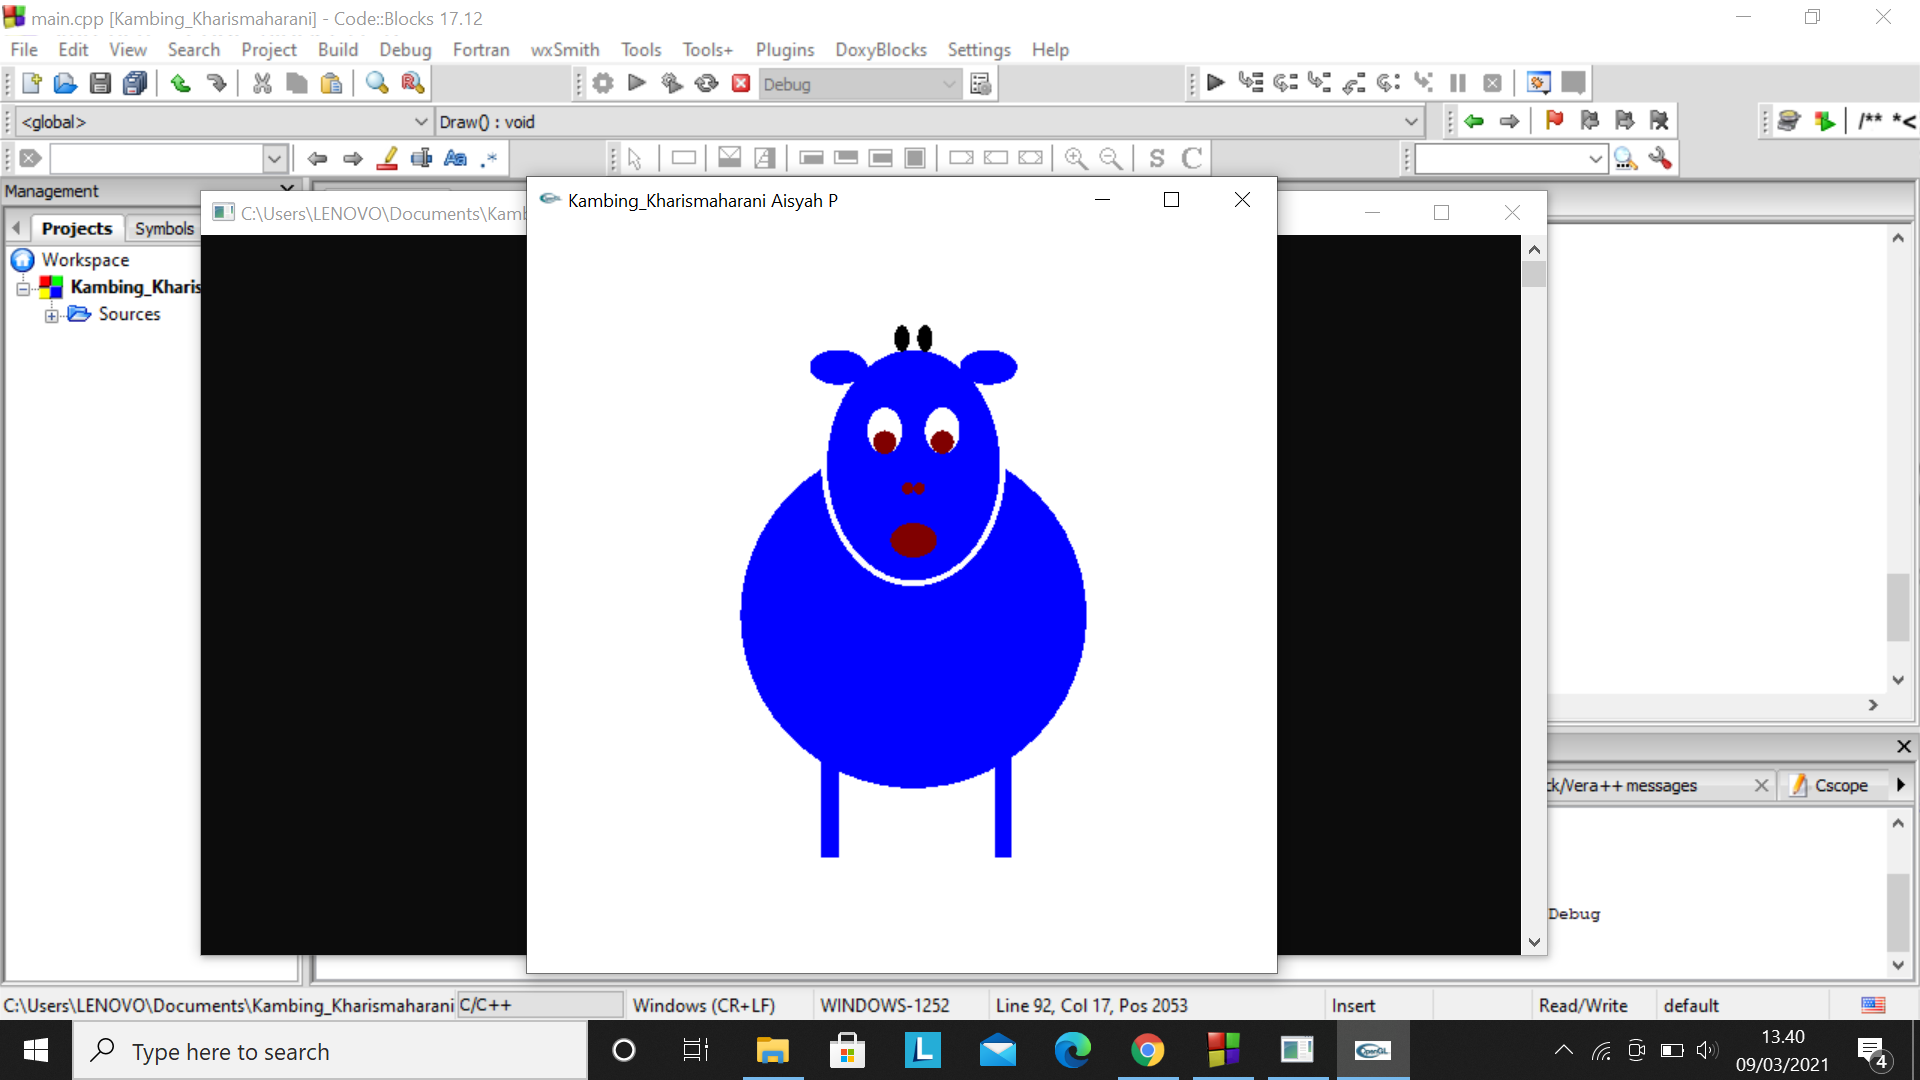 main.cpp [Kambing_Kharismaharani] - Code::Blocks 17.12
File Edit View Search Project Build Debug Fortran wxSmith Tools Tools+ Plugins DoxyBlocks Settings Help
Debug
<global>
Draw() : void
/** *<
S C
Management
Projects
Symbols
Workspace
Kambing_Kharis
Sources
C:\Users\LENOVO\Documents\Kamb
Kambing_Kharismaharani Aisyah P
ck/Vera++ messages
Cscope
Debug
C:\Users\LENOVO\Documents\Kambing_Kharismaharani
C/C++
Windows (CR+LF)
WINDOWS-1252
Line 92, Col 17, Pos 2053
Insert
Read/Write
default
Type here to search
L
OpenGL
13.40
09/03/2021
4